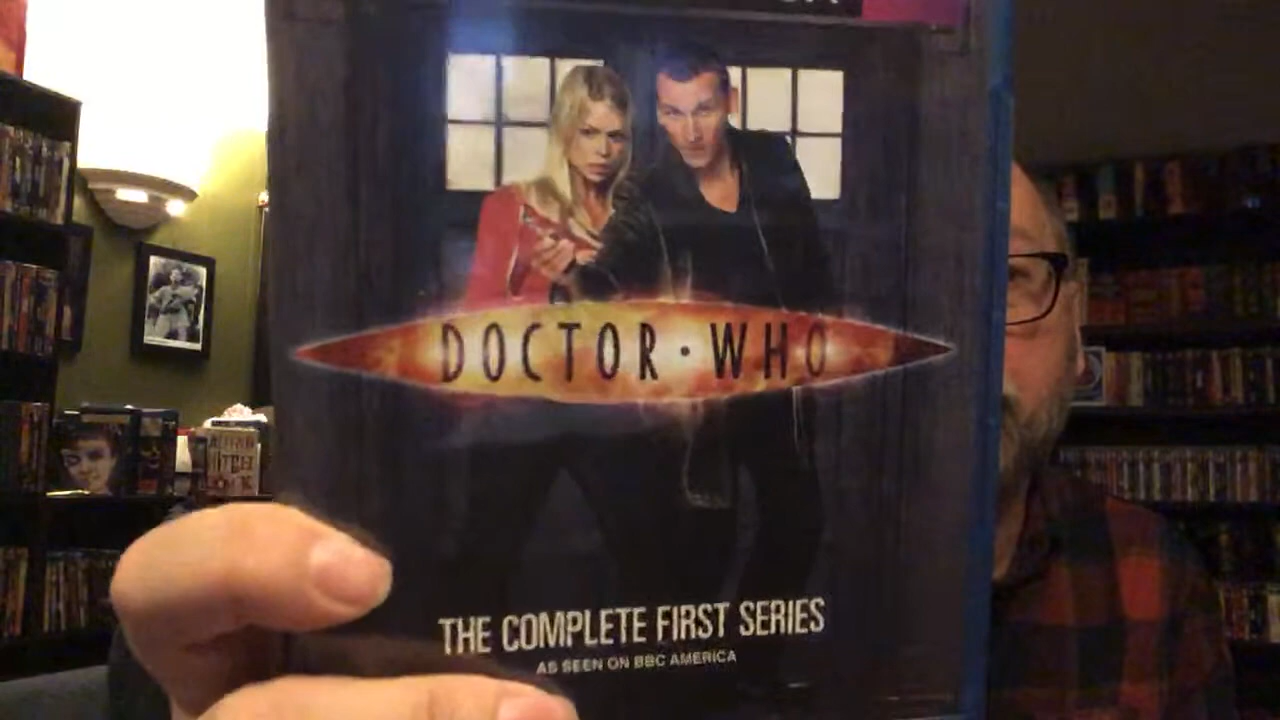 DOCTOR · WHO
THE COMPLETE FIRST SERIES
AS SEEN ON BBC AMERICA